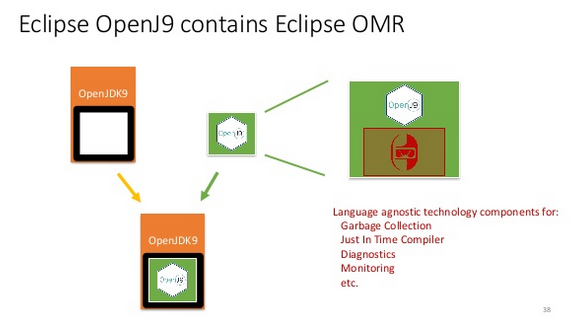 Eclipse OpenJ9 contains Eclipse OMR
OpenJDK9
OpenJ9
OpenJ9
OpenJDK9
OpenJ9
Language agnostic technology components for:
Garbage Collection
Just In Time Compiler
Diagnostics
Monitoring
etc.
38